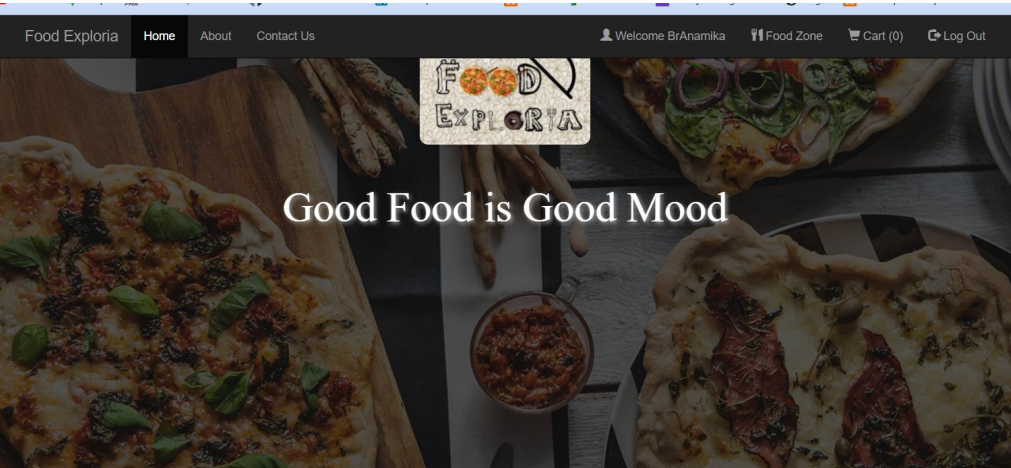 Food Exploria Home About Contact Us Welcome BrAnamika Food Zone Cart (0) Log Out
FOOD
EXPLORIA
Good Food is Good Mood